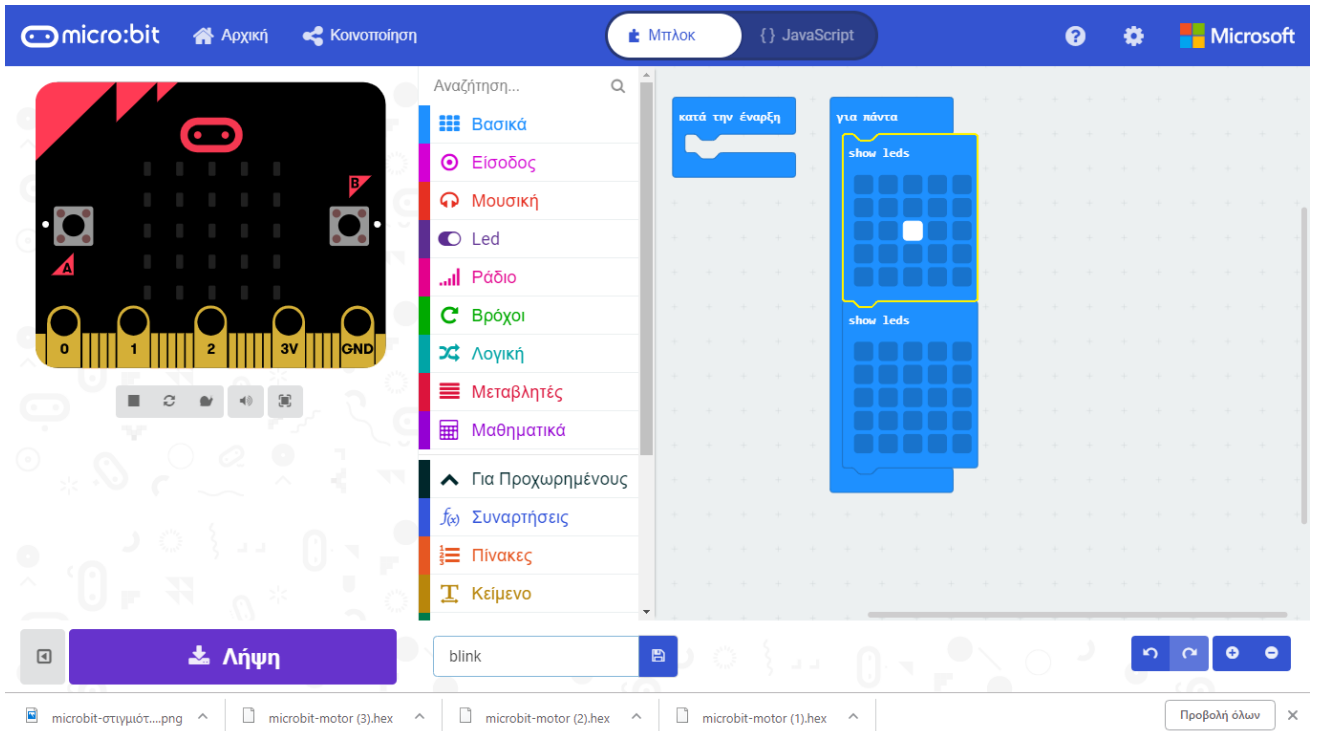 micro:bit Αρχική Κοινοποίηση Μπλοκ {} JavaScript ? Microsoft
Αναζήτηση...
Βασικά
Είσοδος
Μουσική
Led
Ράδιο
Βρόχοι
Λογική
Μεταβλητές
Μαθηματικά
Για Προχωρημένους
f(x) Συναρτήσεις
Πίνακες
Κείμενο
B
A
0 1 2 3V GND
κατά την έναρξη
για πάντα
show leds
show leds
Λήψη
blink
microbit-στιγμιότ....png microbit-motor (3).hex microbit-motor (2).hex microbit-motor (1).hex Προβολή όλων